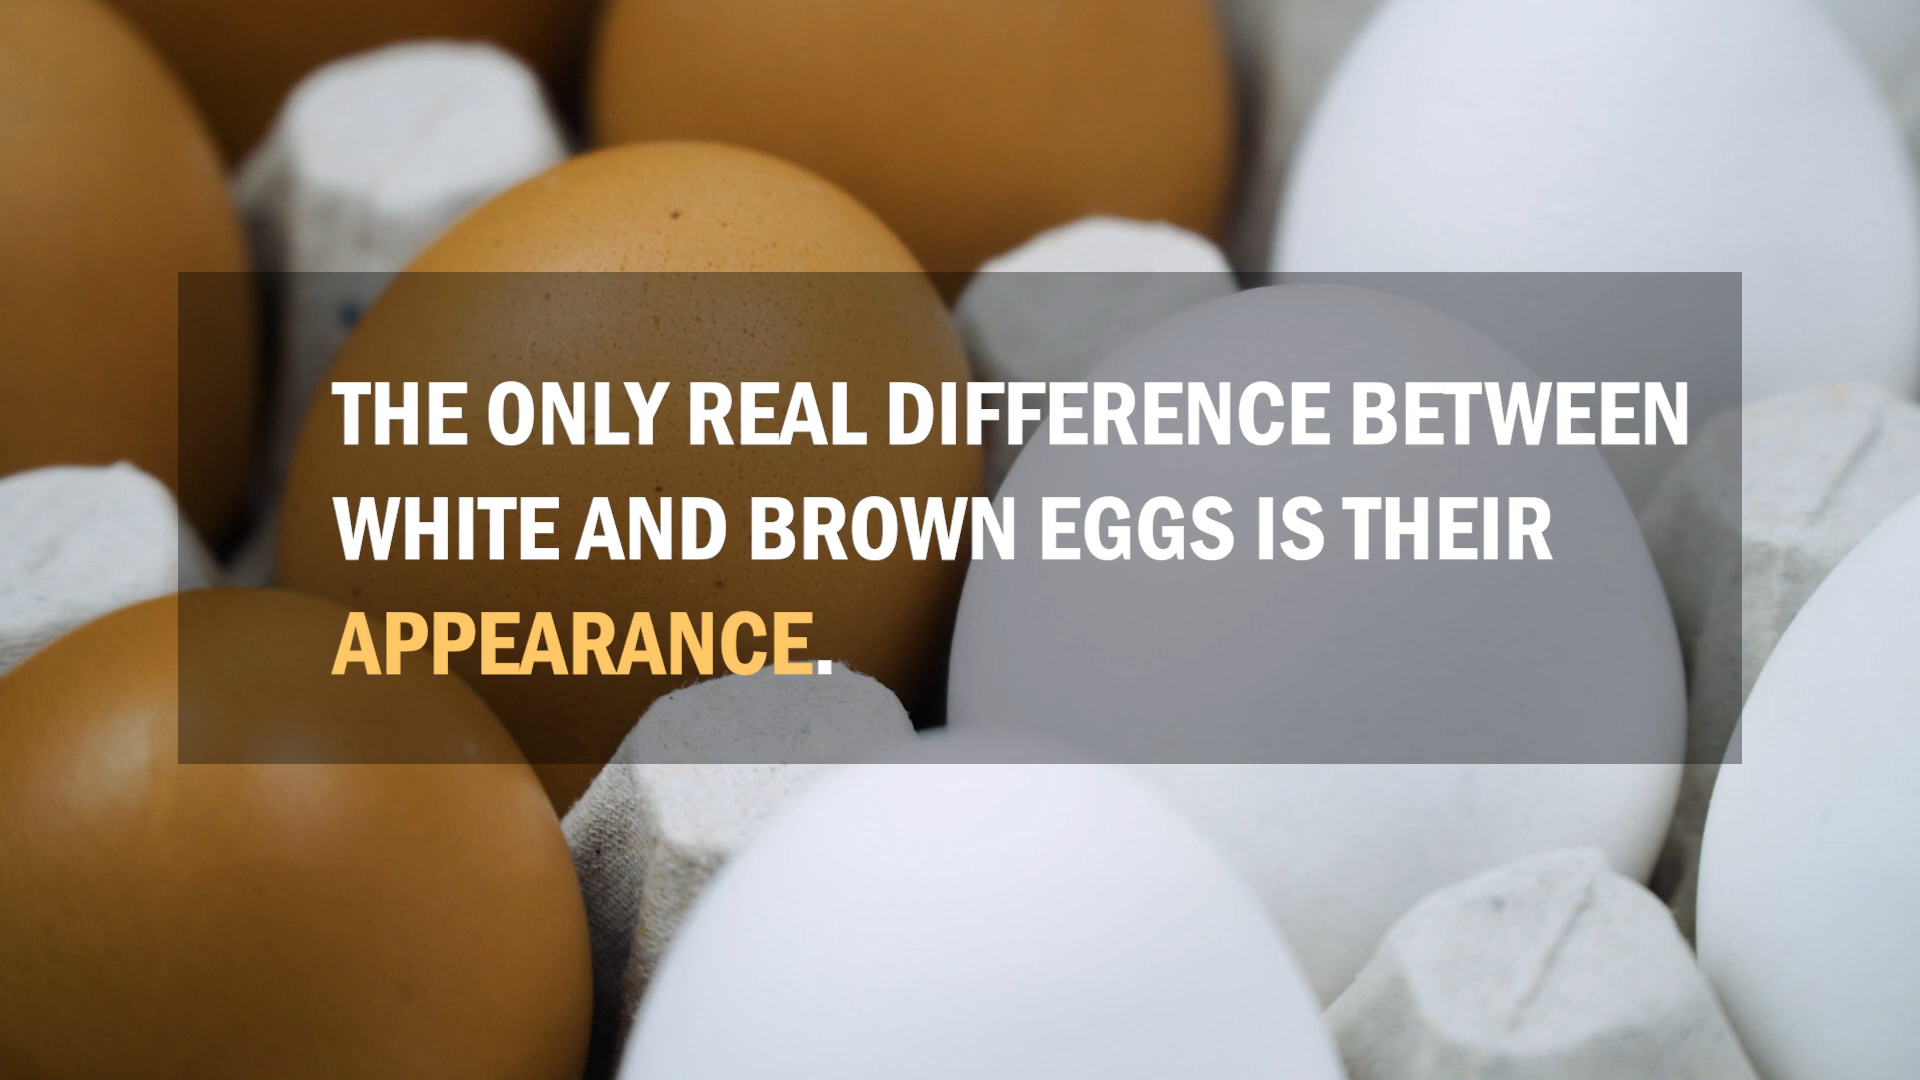 THE ONLY REAL DIFFERENCE BETWEEN
WHITE AND BROWN EGGS IS THEIR
APPEARANCE.